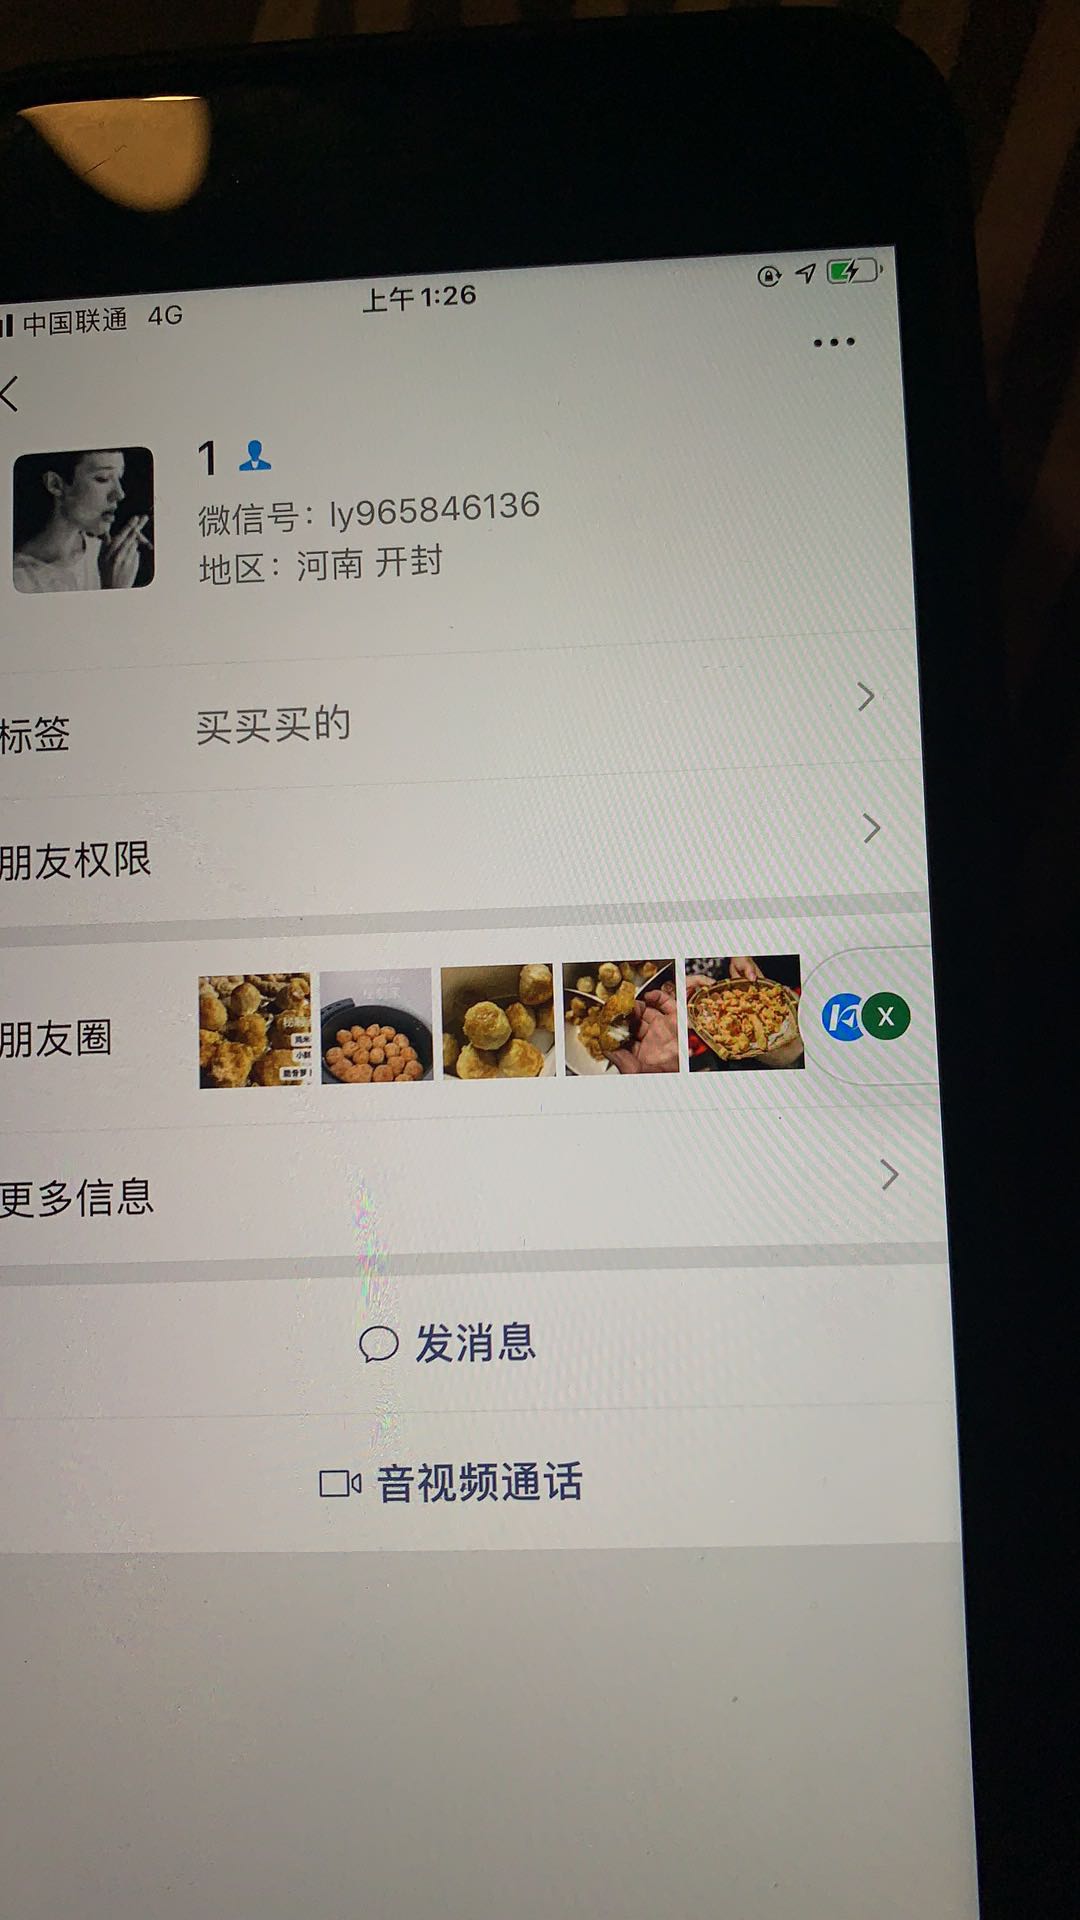 中国联通 4G
上午1:26
1
微信号：ly965846136
地区：河南 开封
标签 买买买的
朋友权限
朋友圈
X
更多信息
发消息
音视频通话